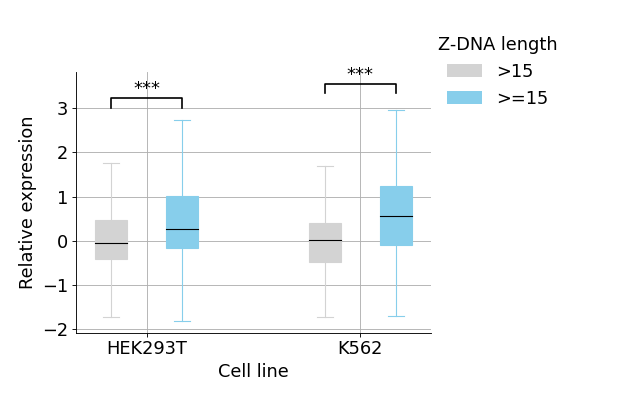 Z-DNA length
>15
>=15
***
***
3
2
1
0
−1
−2
Relative expression
HEK293T
K562
Cell line